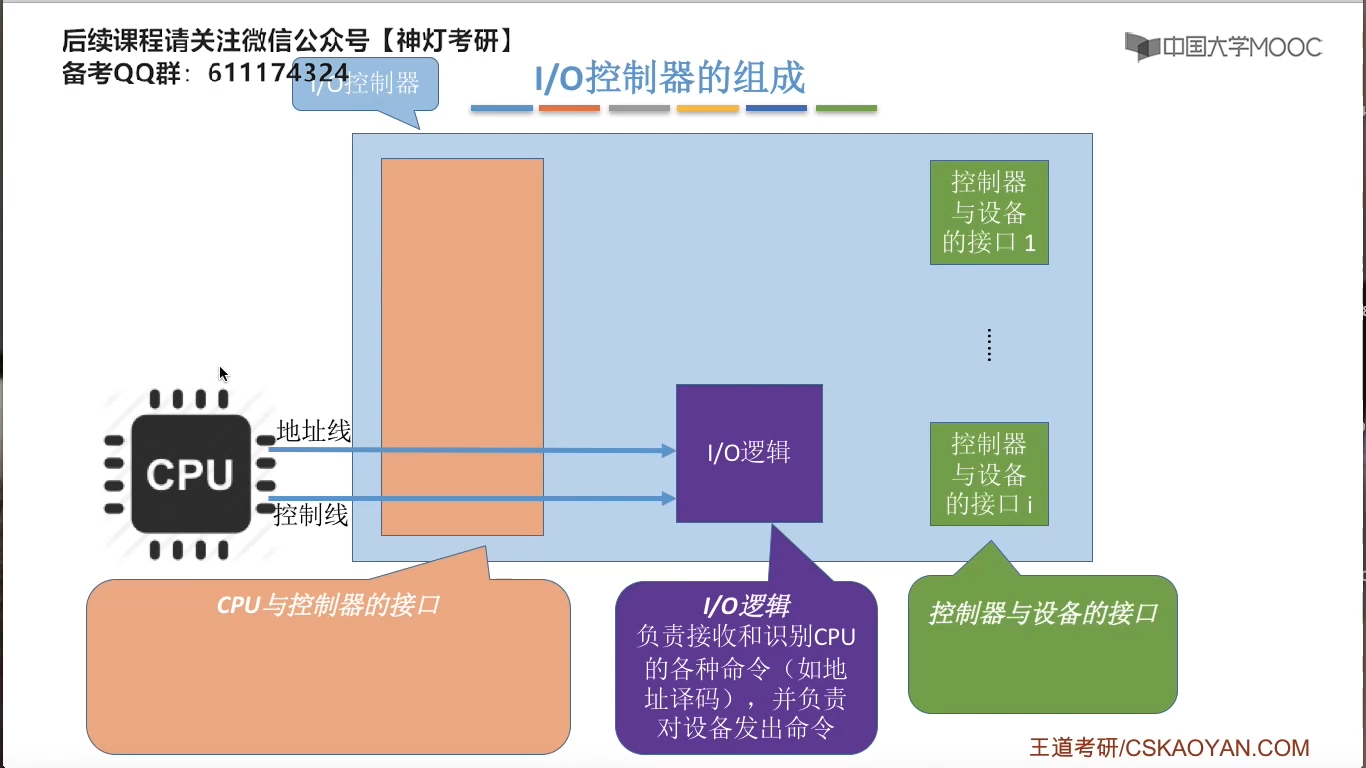 后续课程请关注微信公众号【神灯考研】
备考QQ群：611174324
中国大学MOOC
I/O控制器
I/O控制器的组成
控制器
与设备
的接口 1
……
地址线
CPU
控制线
I/O逻辑
控制器
与设备
的接口 i
CPU与控制器的接口
I/O逻辑
负责接收和识别CPU
的各种命令（如地
址译码），并负责
对设备发出命令
控制器与设备的接口
王道考研/CSKAOYAN.COM